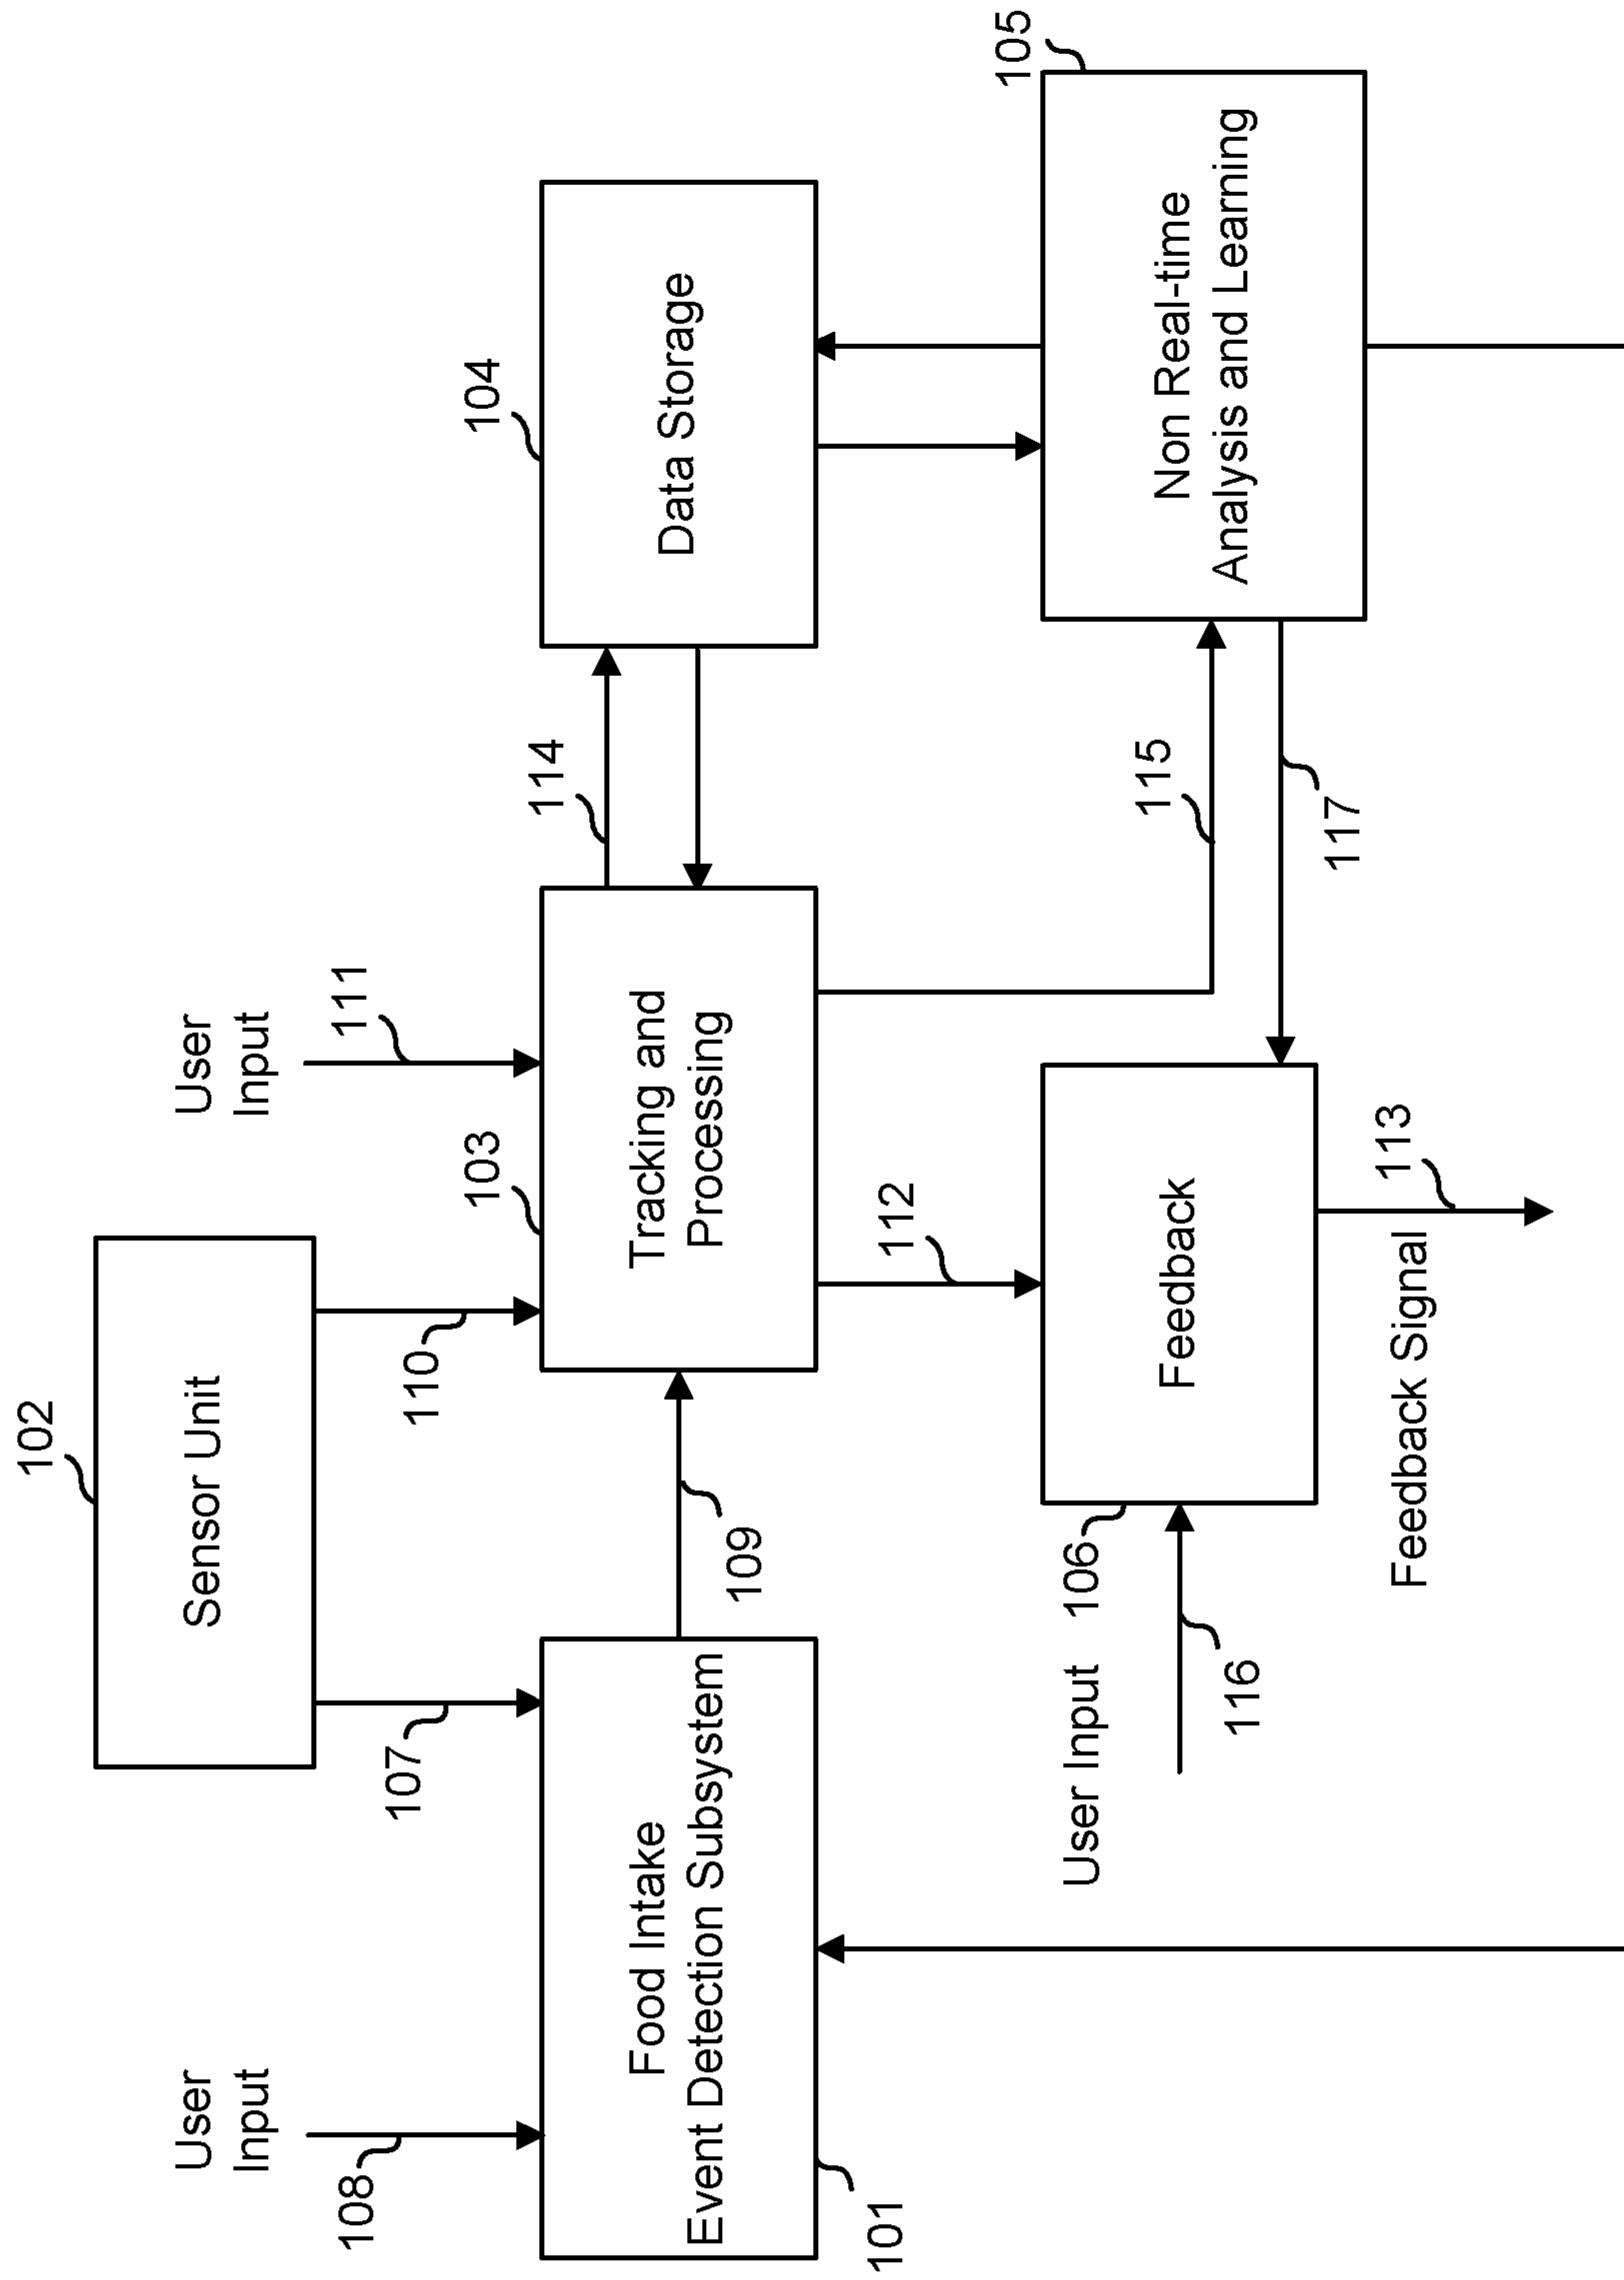 102
Sensor Unit
User
Input
108
107
110
User
Input
111
103
104
Food Intake
Event Detection Subsystem
101
109
Tracking and
Processing
114
Data Storage
112
105
User Input
106
116
Feedback
115
117
Non Real-time
Analysis and Learning
Feedback Signal
113